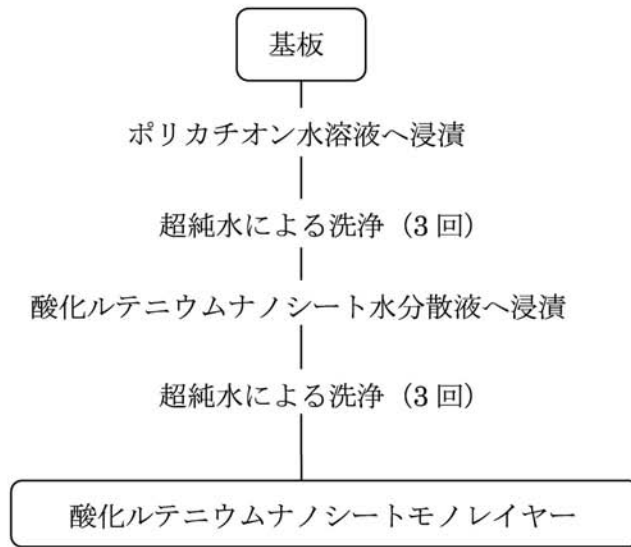 基板
ポリカチオン水溶液へ浸漬
超純水による洗浄（3 回）
酸化ルテニウムナノシート水分散液へ浸漬
超純水による洗浄（3 回）
酸化ルテニウムナノシートモノレイヤー